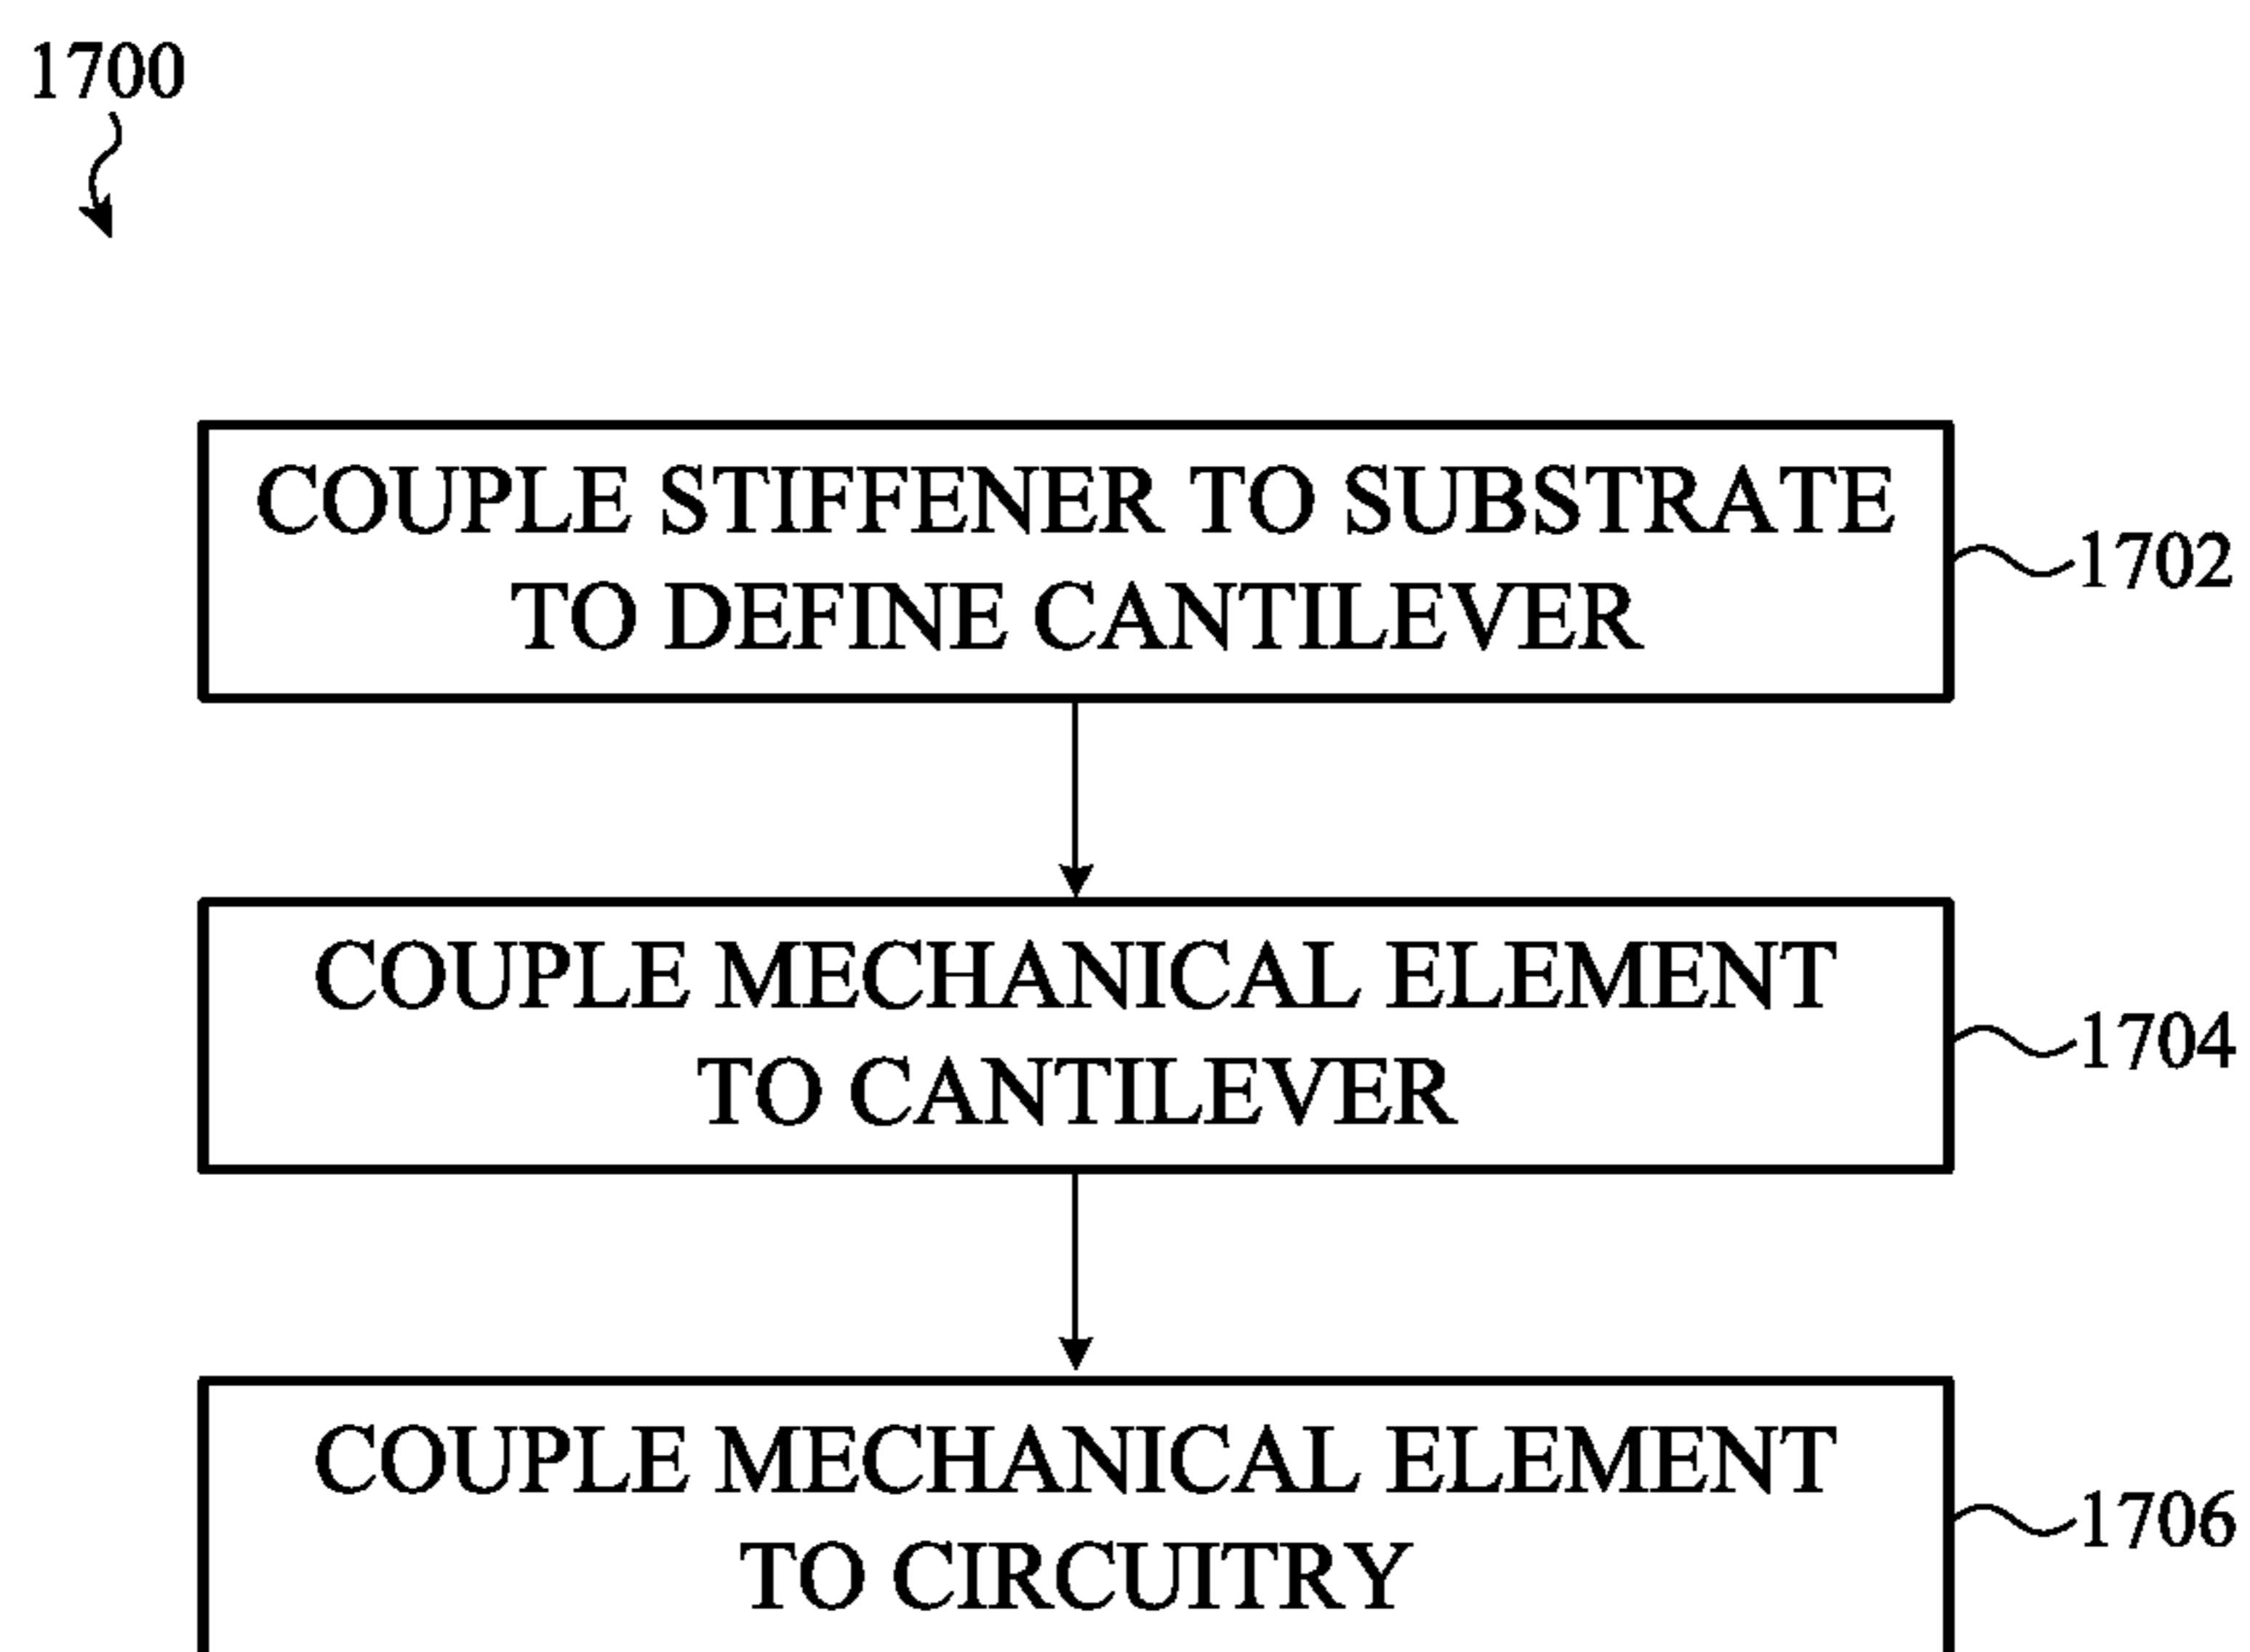 1700
COUPLE STIFFENER TO SUBSTRATE
TO DEFINE CANTILEVER
1702
COUPLE MECHANICAL ELEMENT
TO CANTILEVER
1704
COUPLE MECHANICAL ELEMENT
TO CIRCUITRY
1706